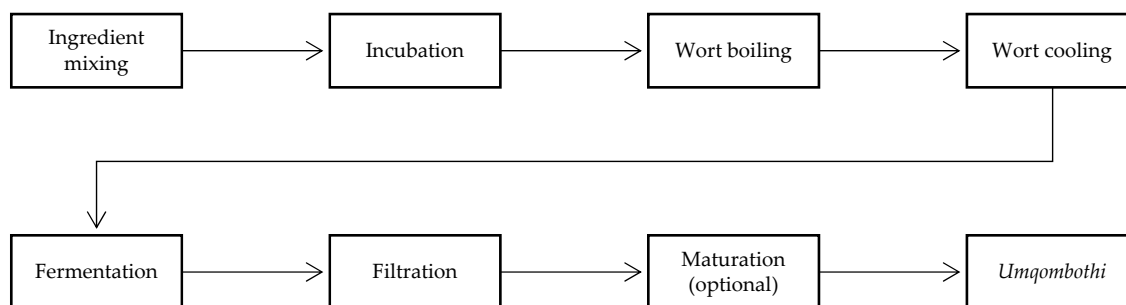 Ingredient
mixing
Incubation
Wort boiling
Wort cooling
Fermentation
Filtration
Maturation
(optional)
Umqombothi